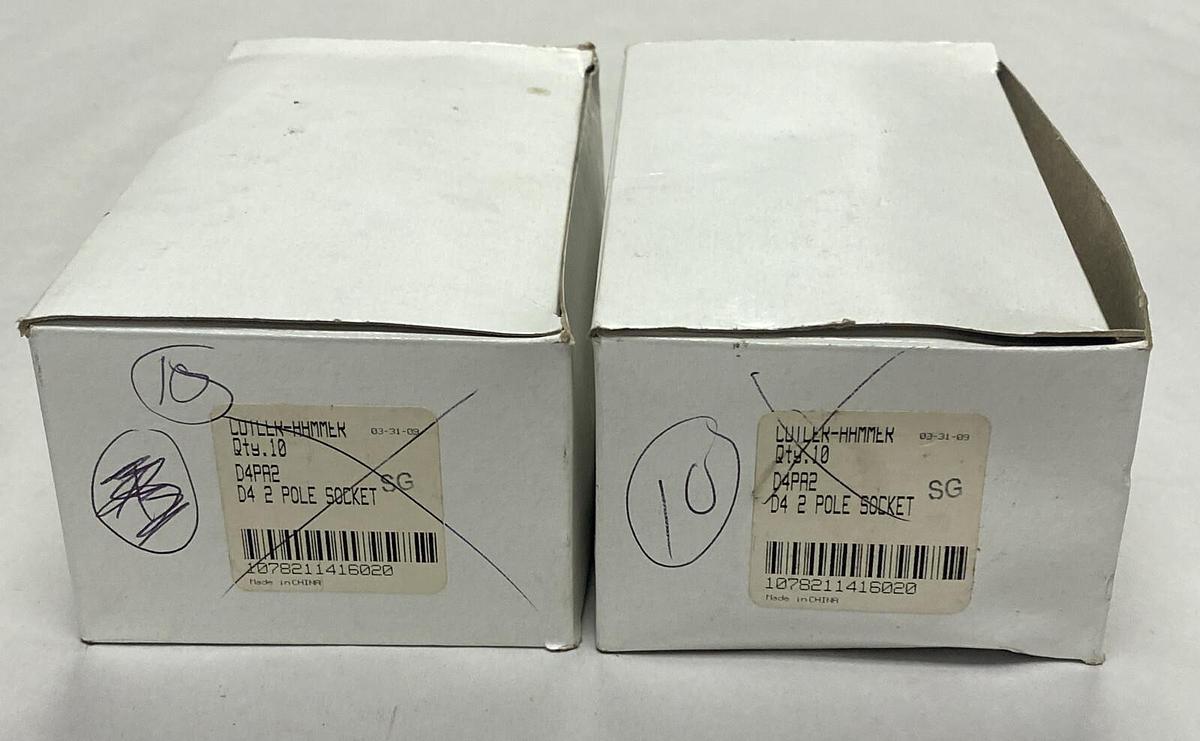 10
CUTLER-HAMMER 03-31-09
Qty.10
D4PA2
D4 2 POLE SOCKET SG
1078211416020
Made in CHINA
10
CUTLER-HAMMER 03-31-09
Qty.10
D4PA2
D4 2 POLE SOCKET SG
1078211416020
Made in CHINA